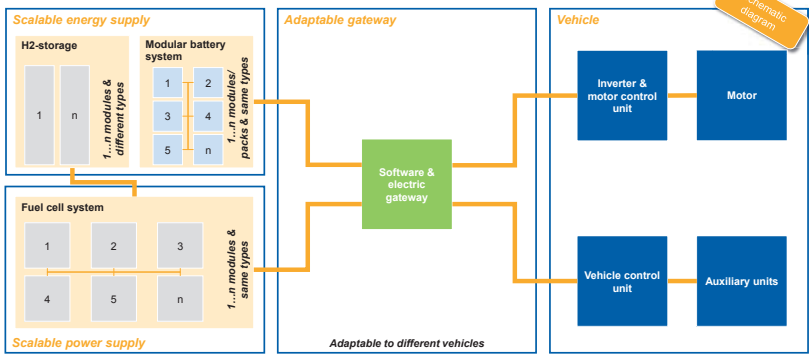 Scalable energy supply
H2-storage
1
n
1…n modules &
different types
Modular battery
system
1
2
3
4
5
n
1…n modules/
packs & same types
Fuel cell system
1
2
3
4
5
n
1…n modules &
same types
Scalable power supply
Adaptable gateway
Software &
electric
gateway
Adaptable to different vehicles
Vehicle
diagram
Inverter &
motor control
unit
Motor
Vehicle control
unit
Auxiliary units